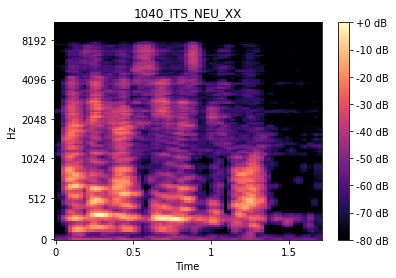 1040_ITS_NEU_XX
+0 dB
8192
-10 dB
4096
-20 dB
-30 dB
2048
Hz
-40 dB
1024
-50 dB
512
-60 dB
-70 dB
0
-80 dB
0 0.5 1 1.5
Time